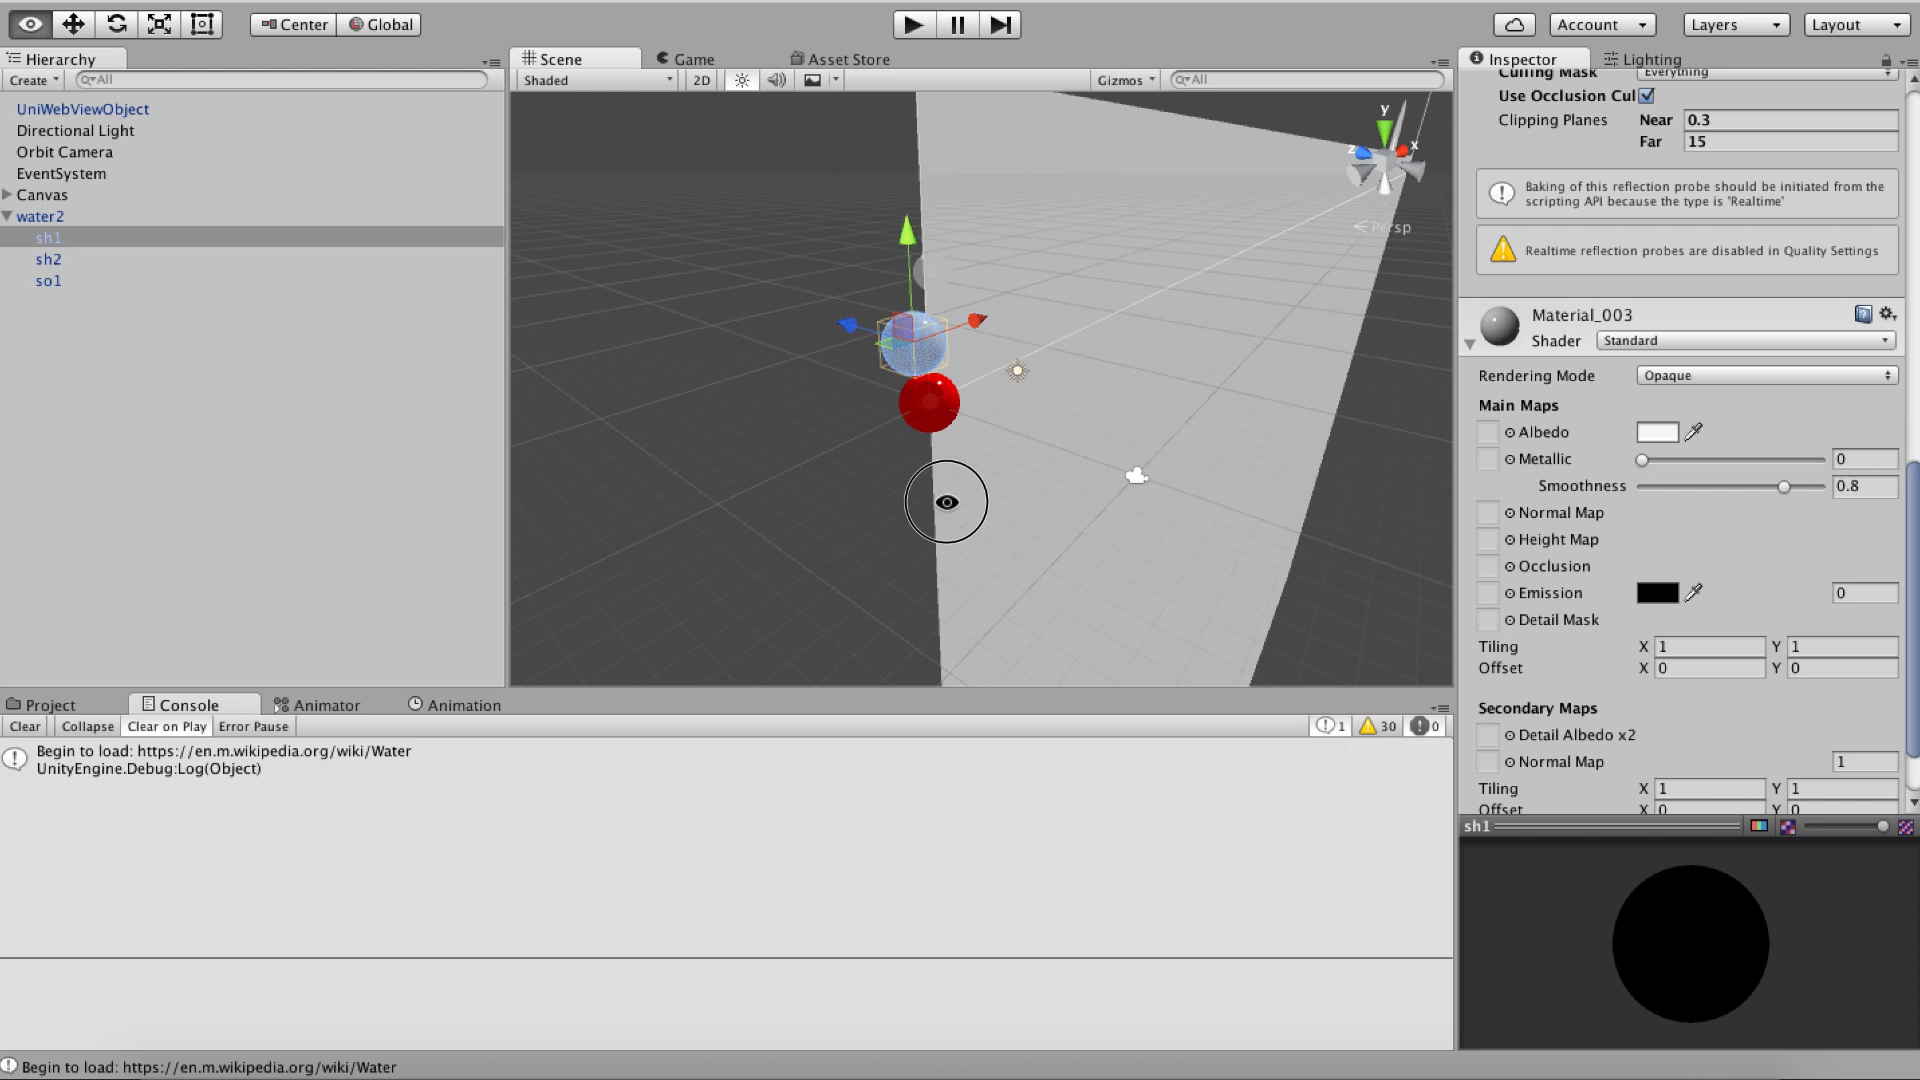 Center Global
Account Layers Layout
Hierarchy
Create All
UniWebViewObject
Directional Light
Orbit Camera
EventSystem
Canvas
water2
sh1
sh2
so1
Scene Game Asset Store
Shaded 2D Gizmos All
y
z x
Persp
Inspector Lighting
Culling Mask Everything
Use Occlusion Cul
Clipping Planes Near 0.3
Far 15
Baking of this reflection probe should be initiated from the
scripting API because the type is 'Realtime'
Realtime reflection probes are disabled in Quality Settings
Material_003
Shader Standard
Rendering Mode Opaque
Main Maps
Albedo
Metallic 0
Smoothness 0.8
Normal Map
Height Map
Occlusion
Emission 0
Detail Mask
Tiling X 1 Y 1
Offset X 0 Y 0
Secondary Maps
Detail Albedo x2
Normal Map 1
Tiling X 1 Y 1
Offset X 0 Y 0
sh1
Project Console Animator Animation
Clear Collapse Clear on Play Error Pause 1 30 0
Begin to load: https://en.m.wikipedia.org/wiki/Water
UnityEngine.Debug:Log(Object)
Begin to load: https://en.m.wikipedia.org/wiki/Water